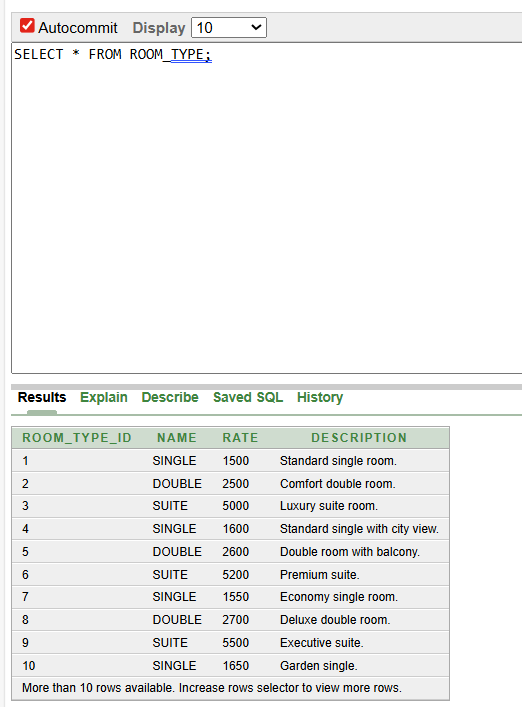 Autocommit Display 10
SELECT * FROM ROOM_TYPE;
Results Explain Describe Saved SQL History
ROOM_TYPE_ID NAME RATE DESCRIPTION
1 SINGLE 1500 Standard single room.
2 DOUBLE 2500 Comfort double room.
3 SUITE 5000 Luxury suite room.
4 SINGLE 1600 Standard single with city view.
5 DOUBLE 2600 Double room with balcony.
6 SUITE 5200 Premium suite.
7 SINGLE 1550 Economy single room.
8 DOUBLE 2700 Deluxe double room.
9 SUITE 5500 Executive suite.
10 SINGLE 1650 Garden single.
More than 10 rows available. Increase rows selector to view more rows.